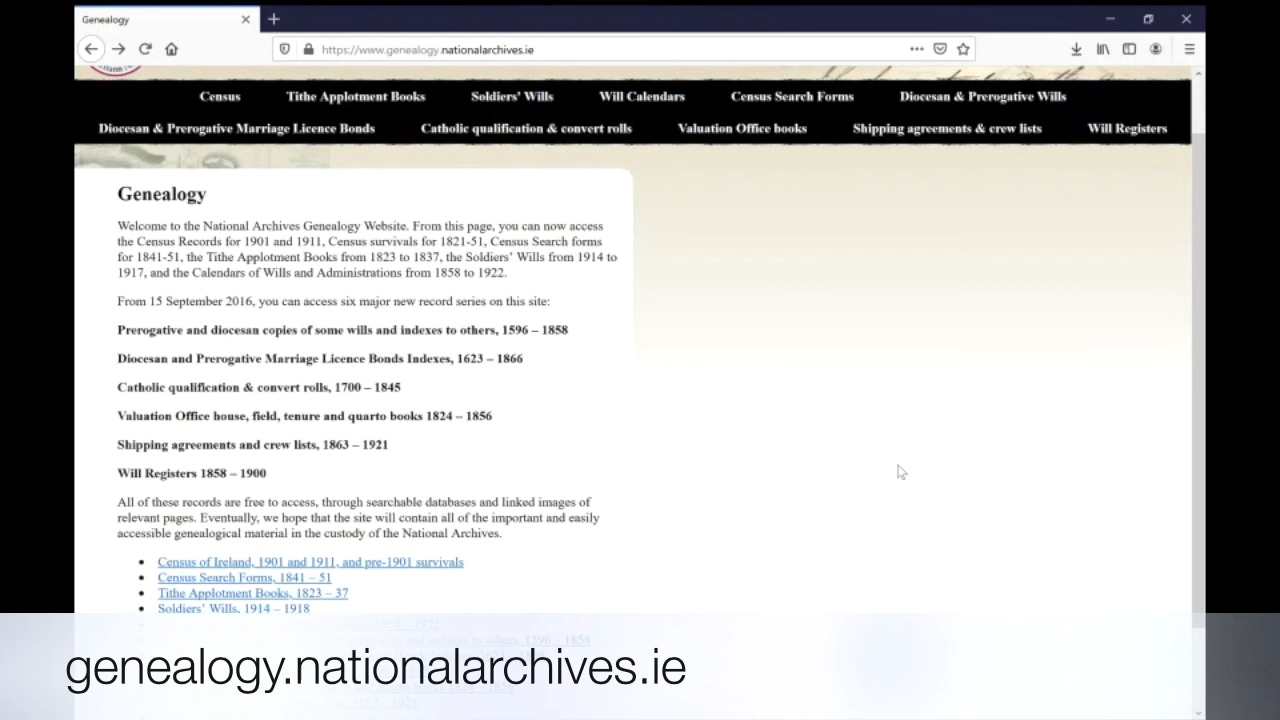 Genealogy
https://www.genealogy.nationalarchives.ie
Census Tithe Applotment Books Soldiers' Wills Will Calendars Census Search Forms Diocesan & Prerogative Wills
Diocesan & Prerogative Marriage Licence Bonds Catholic qualification & convert rolls Valuation Office books Shipping agreements & crew lists Will Registers
Genealogy
Welcome to the National Archives Genealogy Website. From this page, you can now access
the Census Records for 1901 and 1911, Census survivals for 1821-51, Census Search forms
for 1841-51, the Tithe Applotment Books from 1823 to 1837, the Soldiers' Wills from 1914 to
1917, and the Calendars of Wills and Administrations from 1858 to 1922.
From 15 September 2016, you can access six major new record series on this site:
Prerogative and diocesan copies of some wills and indexes to others, 1596 – 1858
Diocesan and Prerogative Marriage Licence Bonds Indexes, 1623 – 1866
Catholic qualification & convert rolls, 1700 – 1845
Valuation Office house, field, tenure and quarto books 1824 – 1856
Shipping agreements and crew lists, 1863 – 1921
Will Registers 1858 – 1900
All of these records are free to access, through searchable databases and linked images of
relevant pages. Eventually, we hope that the site will contain all of the important and easily
accessible genealogical material in the custody of the National Archives.
Census of Ireland, 1901 and 1911, and pre-1901 survivals
Census Search Forms, 1841 – 51
Tithe Applotment Books, 1823 – 37
Soldiers' Wills, 1914 – 1918
and indexes to others, 1596 – 1858
genealogy.nationalarchives.ie